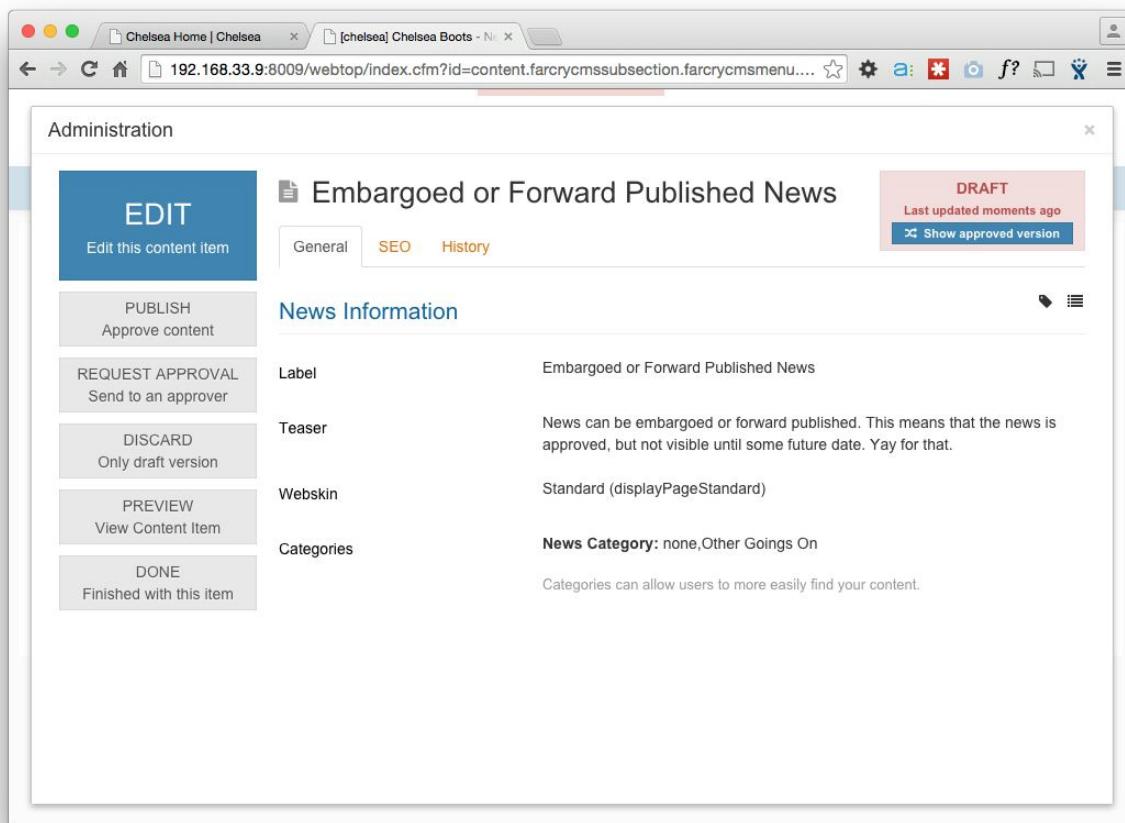 Chelsea Home | Chelsea
[chelsea] Chelsea Boots - Ne
192.168.33.9:8009/webtop/index.cfm?id=content.farcrycmssubsection.farcrycmsmenu....
a:
f?
Administration
EDIT
Edit this content item
PUBLISH
Approve content
REQUEST APPROVAL
Send to an approver
DISCARD
Only draft version
PREVIEW
View Content Item
DONE
Finished with this item
Embargoed or Forward Published News
DRAFT
Last updated moments ago
Show approved version
General SEO History
News Information
Label Embargoed or Forward Published News
Teaser News can be embargoed or forward published. This means that the news is
approved, but not visible until some future date. Yay for that.
Webskin Standard (displayPageStandard)
Categories News Category: none,Other Goings On
Categories can allow users to more easily find your content.